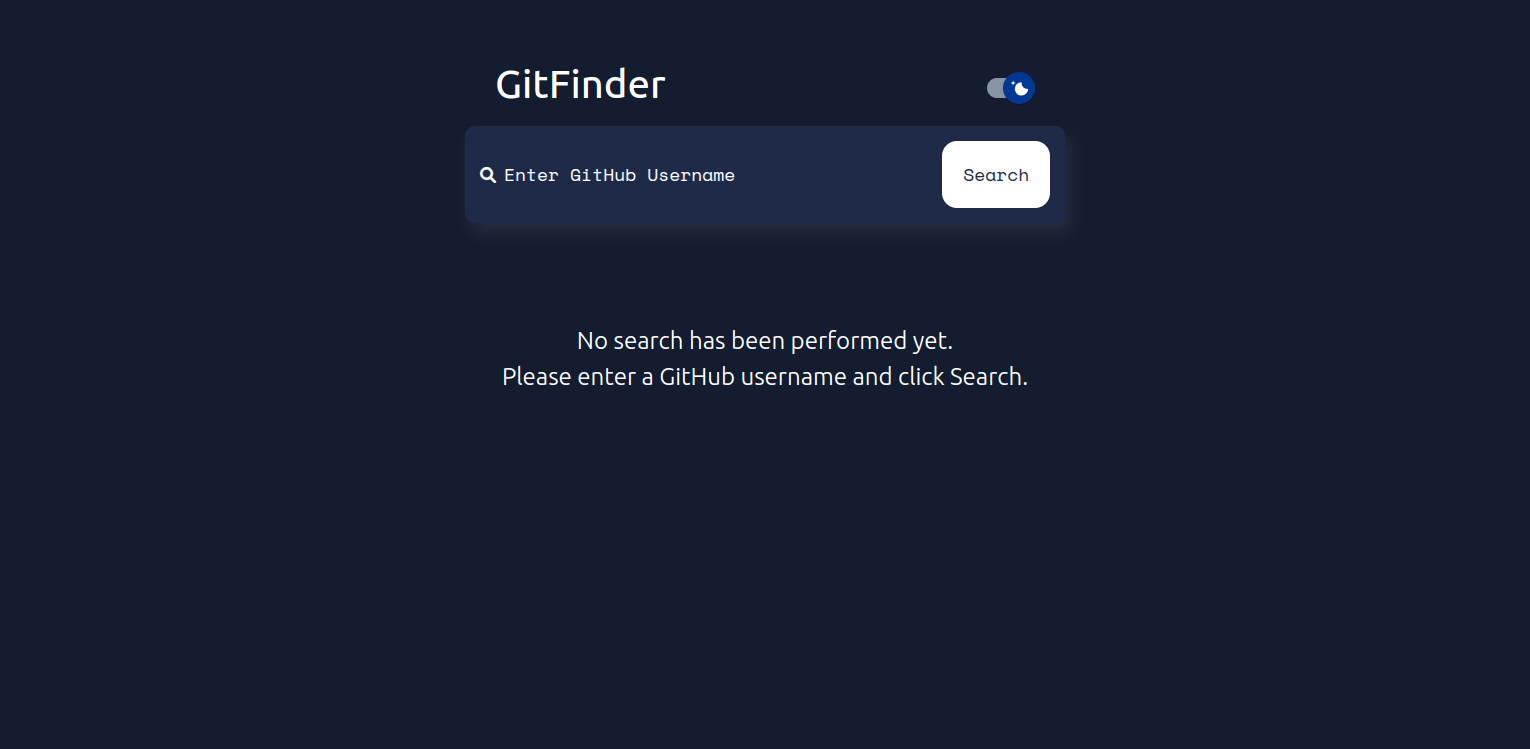 GitFinder
Enter GitHub Username
Search
No search has been performed yet.
Please enter a GitHub username and click Search.